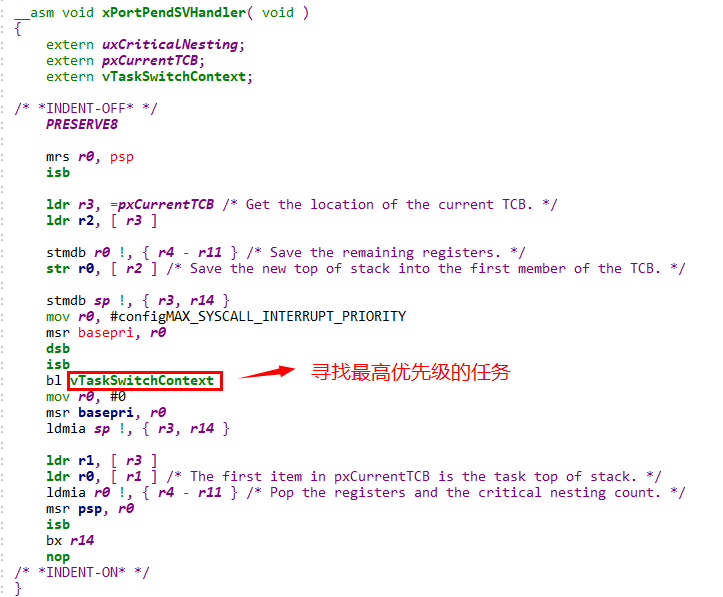 __asm void xPortPendSVHandler( void )
{
    extern uxCriticalNesting;
    extern pxCurrentTCB;
    extern vTaskSwitchContext;

/* *INDENT-OFF* */
    PRESERVE8

    mrs r0, psp
    isb

    ldr r3, =pxCurrentTCB /* Get the location of the current TCB. */
    ldr r2, [ r3 ]

    stmdb r0 !, { r4 - r11 } /* Save the remaining registers. */
    str r0, [ r2 ] /* Save the new top of stack into the first member of the TCB. */

    stmdb sp !, { r3, r14 }
    mov r0, #configMAX_SYSCALL_INTERRUPT_PRIORITY
    msr basepri, r0
    dsb
    isb
    bl vTaskSwitchContext 寻找最高优先级的任务
    mov r0, #0
    msr basepri, r0
    ldmia sp !, { r3, r14 }

    ldr r1, [ r3 ]
    ldr r0, [ r1 ] /* The first item in pxCurrentTCB is the task top of stack. */
    ldmia r0 !, { r4 - r11 } /* Pop the registers and the critical nesting count. */
    msr psp, r0
    isb
    bx r14
    nop
/* *INDENT-ON* */
}